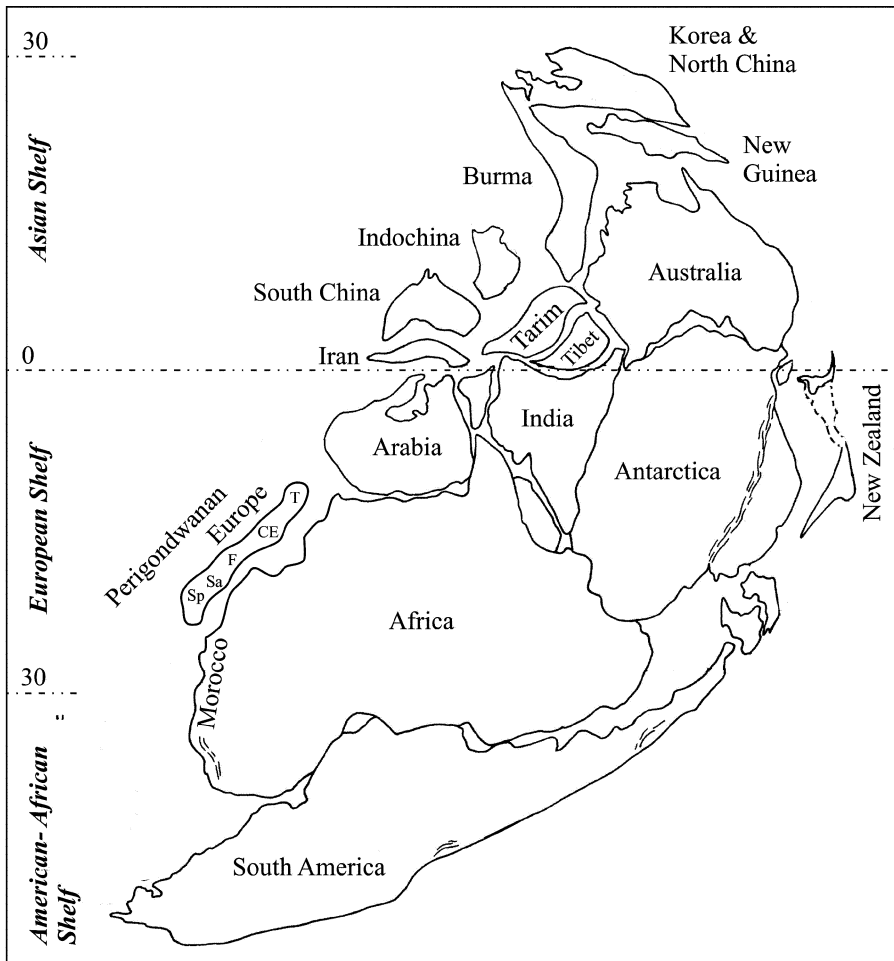 30
Korea &
North China
Asian Shelf
New
Guinea
Burma
Indochina
Australia
South China
Tarim
Tibet
Iran
0
India
New Zealand
Arabia
Antarctica
European Shelf
Perigondwanan
Europe
T
CE
F
Sa
Sp
Africa
Morocco
30
=
American- African
Shelf
South America